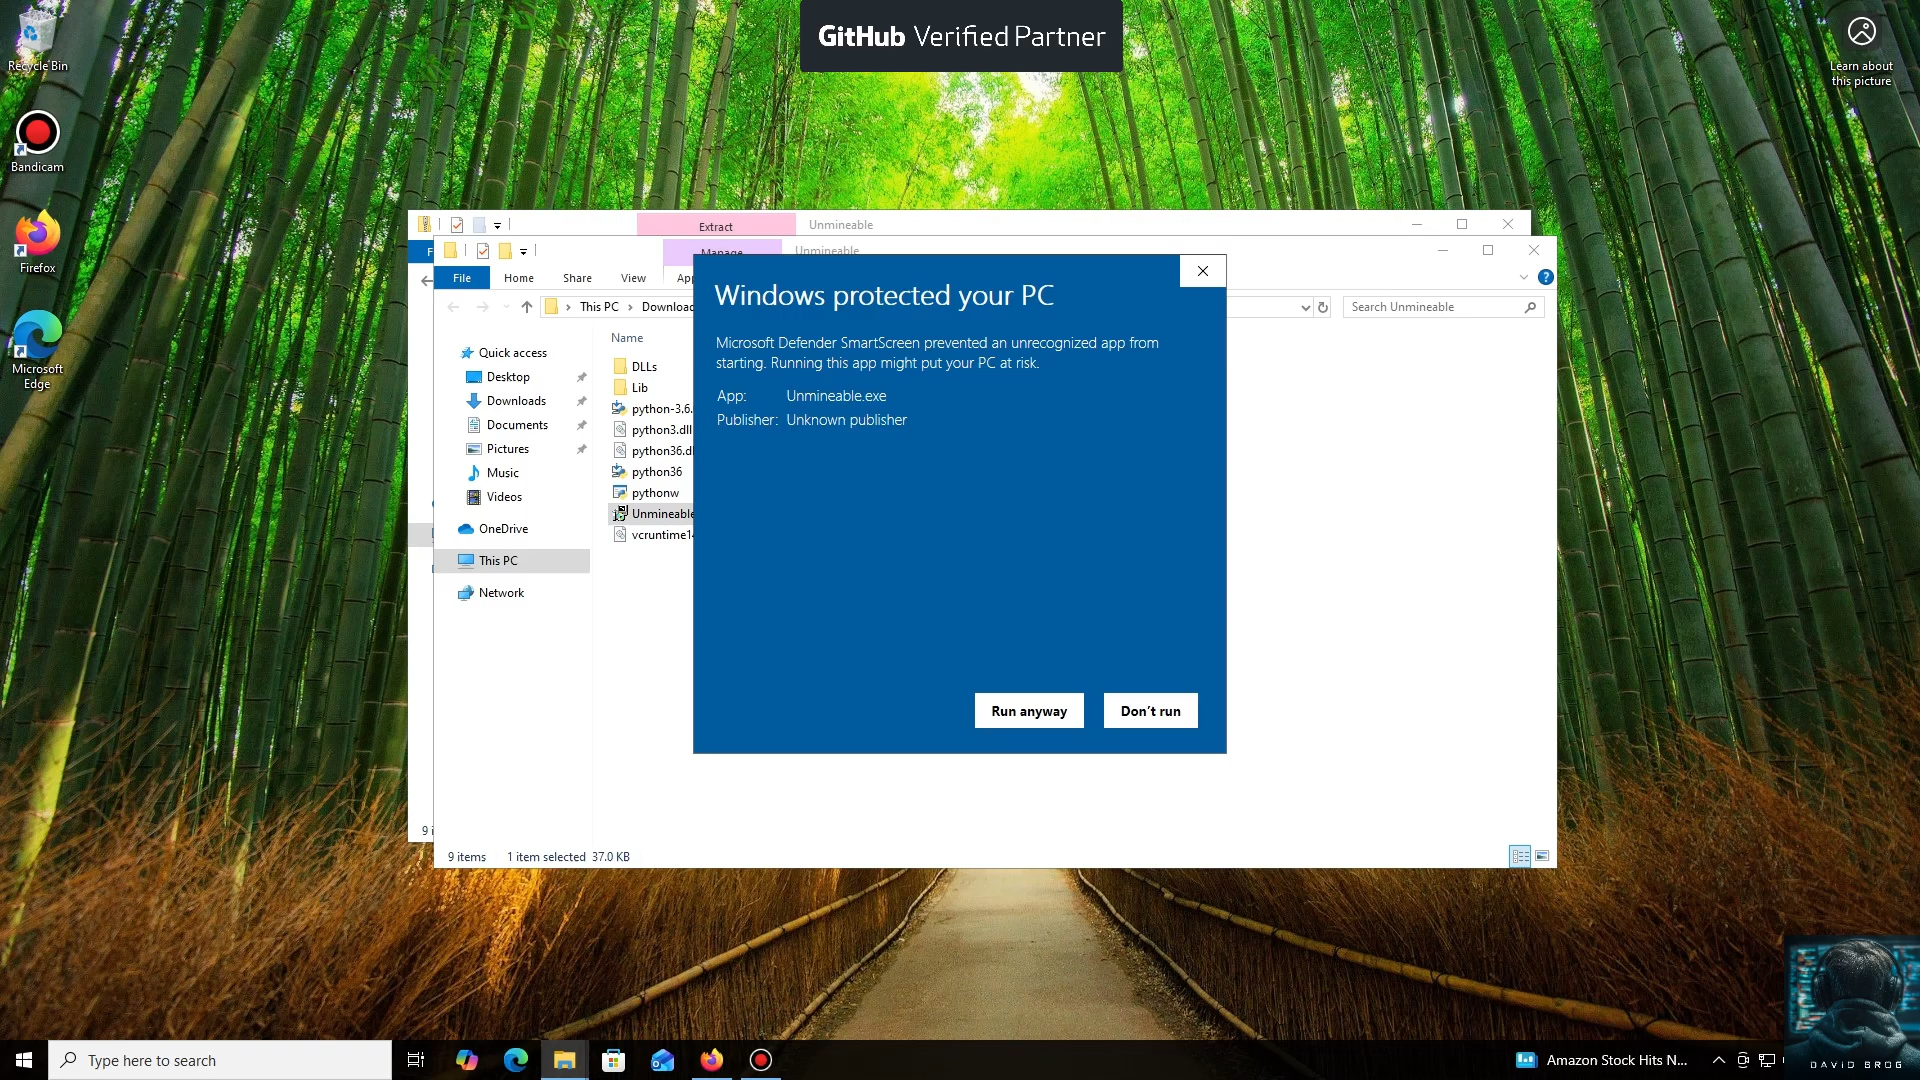 GitHub Verified Partner
Recycle Bin
Learn about
this picture
Bandicam
Firefox
Microsoft
Edge
Extract
Unmineable
F
Manage
Unmineable
File
Home
Share
View
App
This PC
Download
Search Unmineable
Name
Quick access
Desktop
Downloads
Documents
Pictures
Music
Videos
OneDrive
This PC
Network
DLLs
Lib
python-3.6.
python3.dll
python36.dl
python36
pythonw
Unmineable
vcruntime14
Windows protected your PC
Microsoft Defender SmartScreen prevented an unrecognized app from
starting. Running this app might put your PC at risk.
App: Unmineable.exe
Publisher: Unknown publisher
Run anyway
Don't run
9 i
9 items
1 item selected 37.0 KB
Type here to search
Amazon Stock Hits N...
DAVID BROG